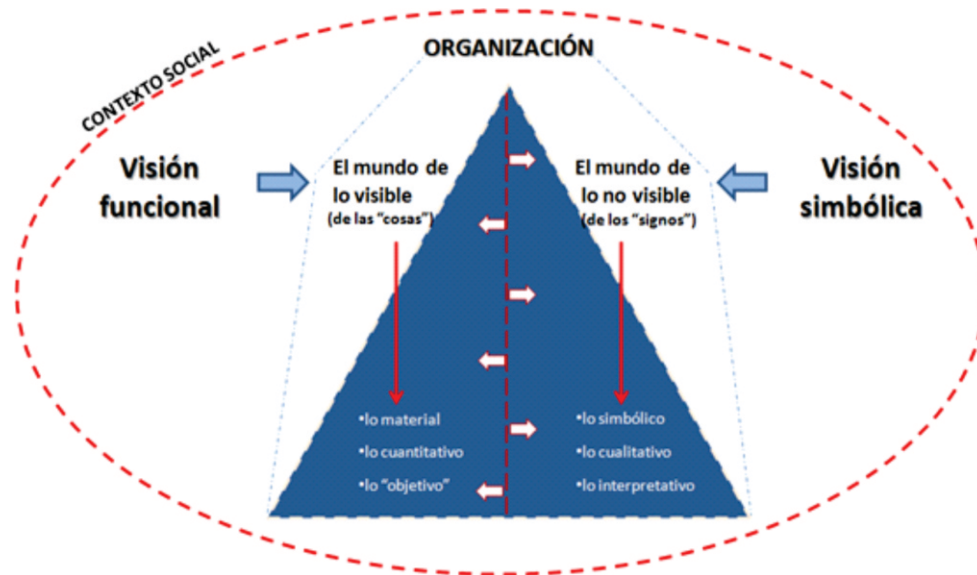 ORGANIZACIÓN
CONTEXTO SOCIAL
Visión
funcional
El mundo de
lo visible
(de las "cosas")
El mundo de
lo no visible
(de los "signos")
Visión
simbólica
•lo material
•lo cuantitativo
•lo "objetivo"
•lo simbólico
•lo cualitativo
•lo interpretativo